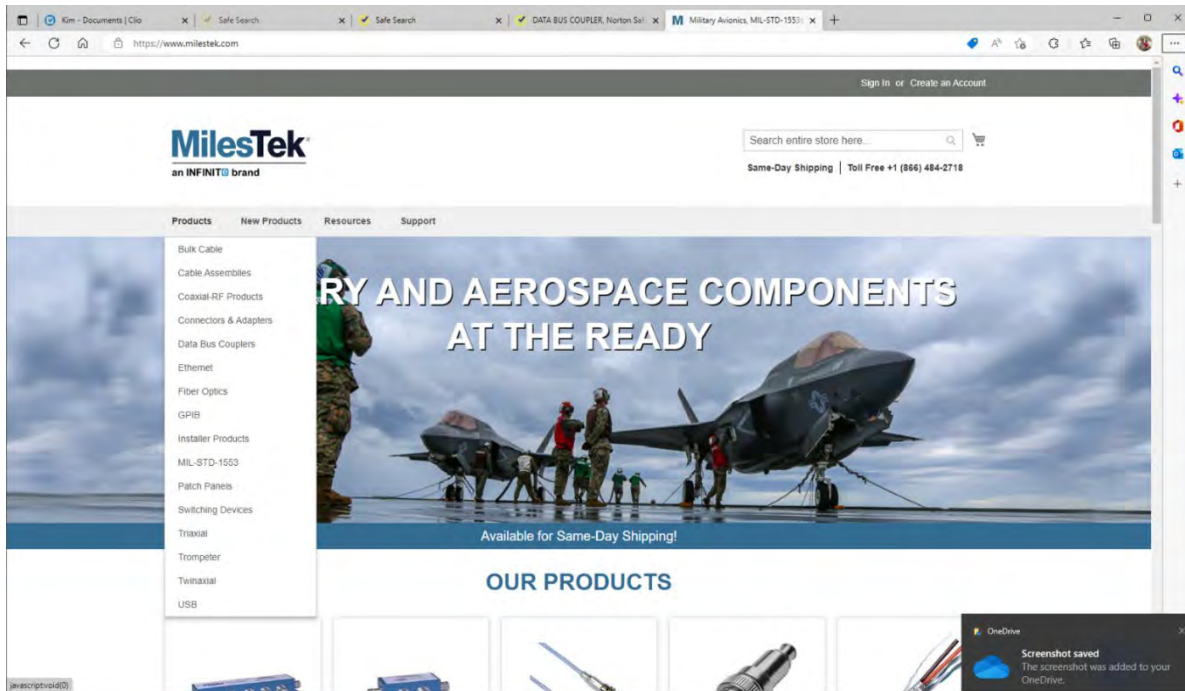 Kim - Documents | Clio
Safe Search
Safe Search
DATA BUS COUPLER, Norton Saf
Military Avionics, MIL-STD-1553
https://www.milestek.com
Sign In or Create an Account
MilesTek
an INFINIT@ brand
Search entire store here...
Same-Day Shipping | Toll Free +1 (866) 484-2718
Products New Products Resources Support
Bulk Cable
Cable Assemblies
Coaxial-RF Products
Connectors & Adapters
Data Bus Couplers
Ethernet
Fiber Optics
GPIB
Installer Products
MIL-STD-1553
Patch Panels
Switching Devices
Triaxial
Trompeter
Twinaxial
USB
RY AND AEROSPACE COMPONENTS
AT THE READY
Available for Same-Day Shipping!
OUR PRODUCTS
OneDrive
Screenshot saved
The screenshot was added to your
OneDrive.
javascript:void(0)